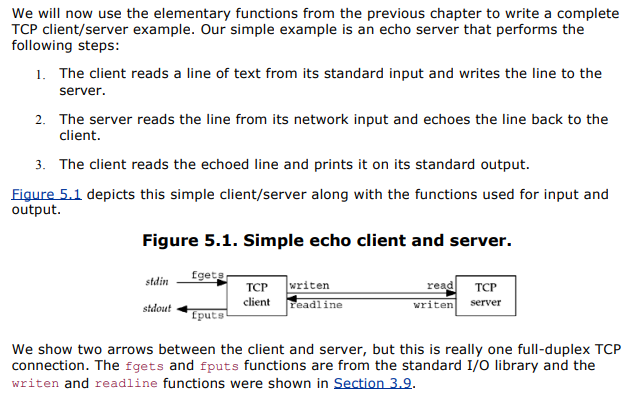 We will now use the elementary functions from the previous chapter to write a complete
TCP client/server example. Our simple example is an echo server that performs the
following steps:
1. The client reads a line of text from its standard input and writes the line to the
server.
2. The server reads the line from its network input and echoes the line back to the
client.
3. The client reads the echoed line and prints it on its standard output.
Figure 5.1 depicts this simple client/server along with the functions used for input and
output.
Figure 5.1. Simple echo client and server.
stdin fgets TCP writen read TCP
stdout fputs client readline writen server
We show two arrows between the client and server, but this is really one full-duplex TCP
connection. The fgets and fputs functions are from the standard I/O library and the
writen and readline functions were shown in Section 3.9.